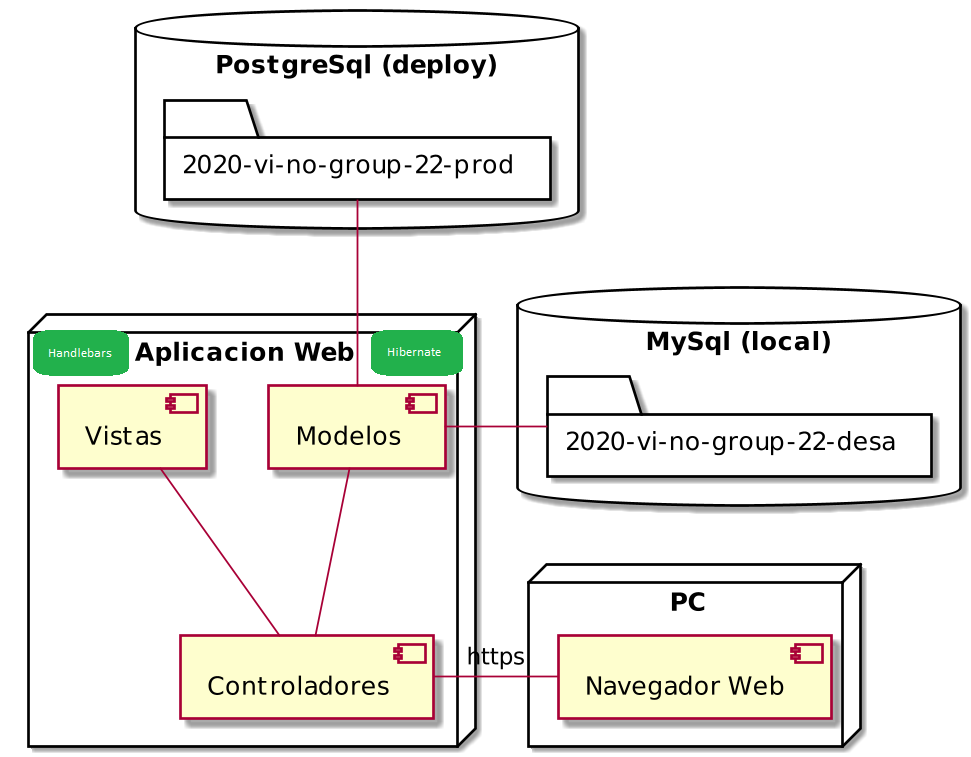 PostgreSql (deploy)
2020-vi-no-group-22-prod
MySql (local)
2020-vi-no-group-22-desa
Handlebars
Aplicacion Web
Hibernate
Vistas
Modelos
PC
Controladores
https
Navegador Web